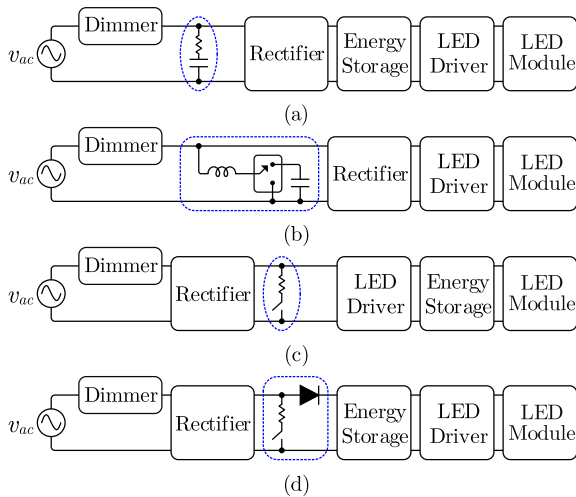 Dimmer
v_ac
Rectifier
Energy
Storage
LED
Driver
LED
Module
(a)
Dimmer
v_ac
Rectifier
LED
Driver
LED
Module
(b)
Dimmer
v_ac
Rectifier
LED
Driver
Energy
Storage
LED
Module
(c)
Dimmer
v_ac
Rectifier
Energy
Storage
LED
Driver
LED
Module
(d)